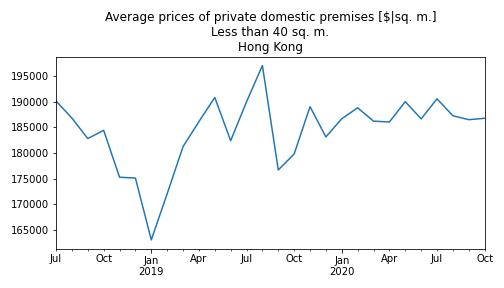 Average prices of private domestic premises [$|sq. m.]
Less than 40 sq. m.
Hong Kong
195000
190000
185000
180000
175000
170000
165000
Jul Oct Jan Apr Jul Oct Jan Apr Jul Oct
2019 2020